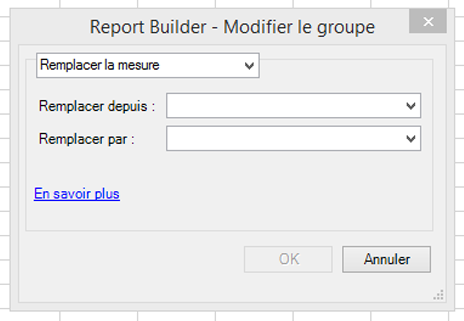 Report Builder - Modifier le groupe
Remplacer la mesure
Remplacer depuis :
Remplacer par :
En savoir plus
OK
Annuler